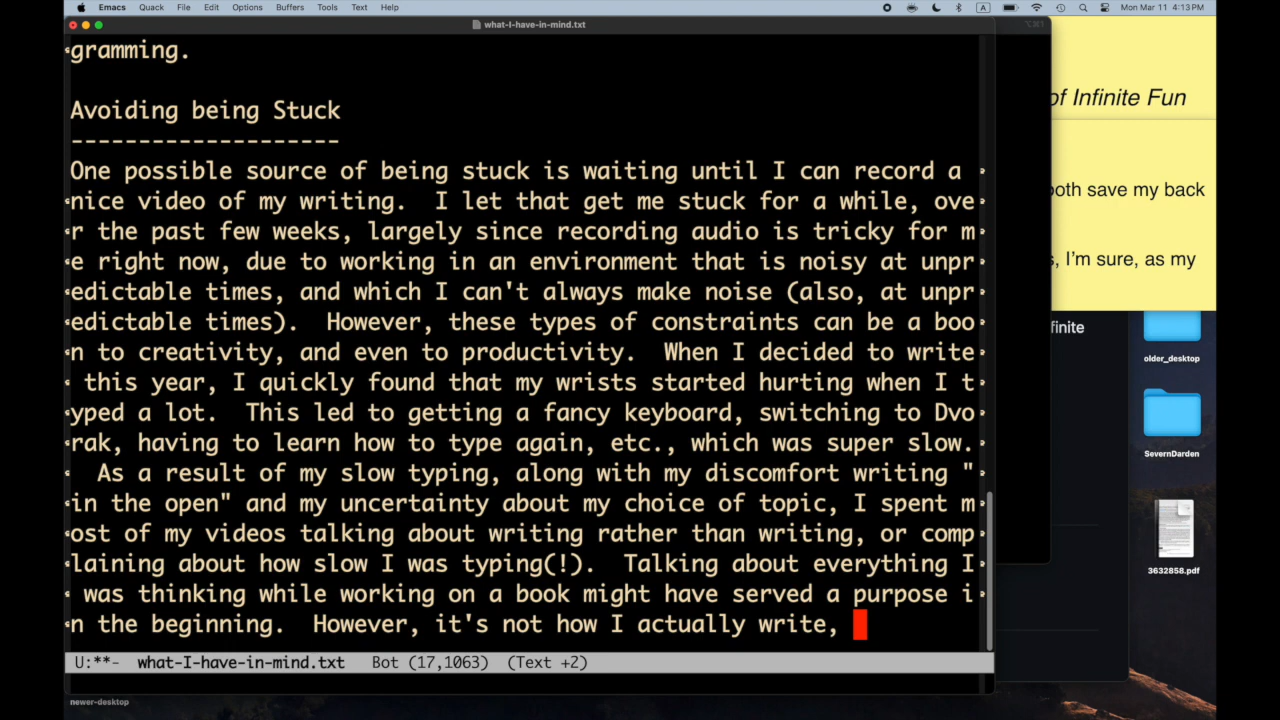 Emacs Quack File Edit Options Buffers Tools Text Help A Mon Mar 11 4:13 PM
what-I-have-in-mind.txt
⌥⌘1
gramming.
Avoiding being Stuck
--------------------
One possible source of being stuck is waiting until I can record a
nice video of my writing.  I let that get me stuck for a while, ove
r the past few weeks, largely since recording audio is tricky for m
e right now, due to working in an environment that is noisy at unpr
edictable times, and which I can't always make noise (also, at unpr
edictable times).  However, these types of constraints can be a boo
n to creativity, and even to productivity.  When I decided to write
this year, I quickly found that my wrists started hurting when I t
yped a lot.  This led to getting a fancy keyboard, switching to Dvo
rak, having to learn how to type again, etc., which was super slow.
As a result of my slow typing, along with my discomfort writing "
in the open" and my uncertainty about my choice of topic, I spent m
ost of my videos talking about writing rather than writing, or comp
laining about how slow I was typing(!).  Talking about everything I
was thinking while working on a book might have served a purpose i
n the beginning.  However, it's not how I actually write,
U:**-  what-I-have-in-mind.txt   Bot (17,1063)  (Text +2)
newer-desktop
of Infinite Fun
both save my back
s, I'm sure, as my
finite
older_desktop
SevernDarden
3632858.pdf